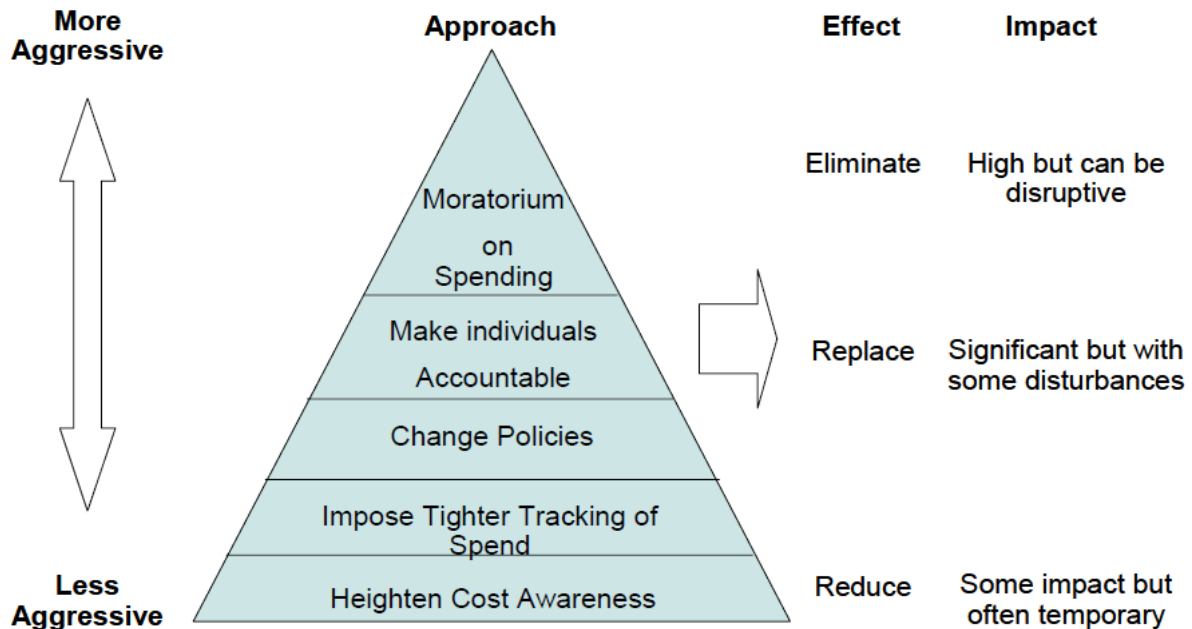 More
Aggressive
Approach
Effect
Impact
Moratorium
on
Spending
Eliminate
High but can be
disruptive
Make individuals
Accountable
Replace
Significant but with
some disturbances
Change Policies
Impose Tighter Tracking of
Spend
Less
Aggressive
Heighten Cost Awareness
Reduce
Some impact but
often temporary